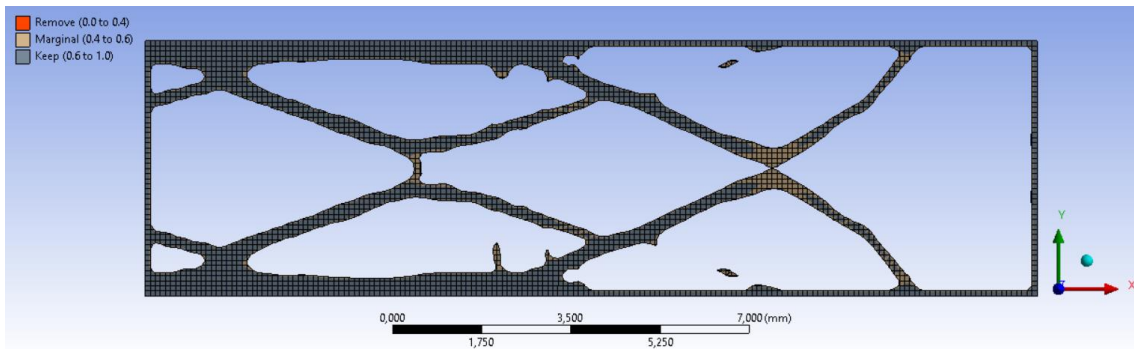 Remove (0.0 to 0.4)
Marginal (0.4 to 0.6)
Keep (0.6 to 1.0)
Y
X
0,000 3,500 7,000 (mm)
1,750 5,250